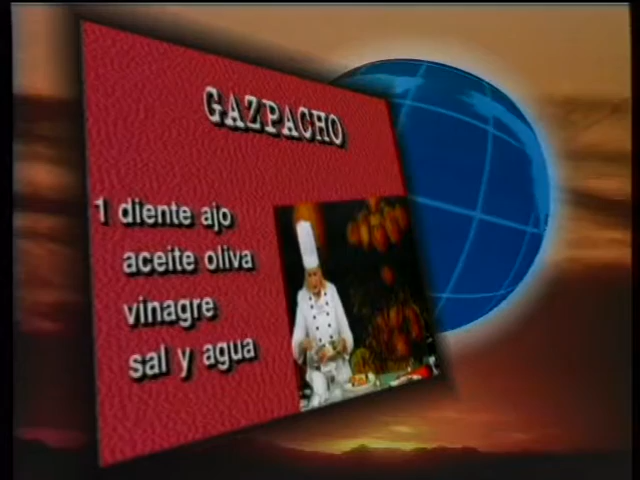 GAZPACHO
1 diente ajo
aceite oliva
vinagre
sal y agua